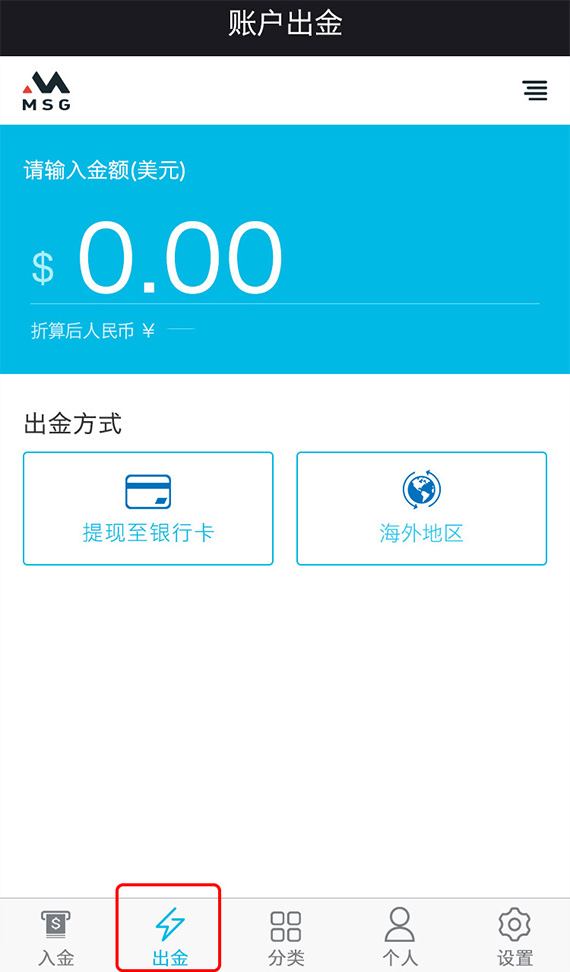 账户出金
MSG
请输入金额(美元)
$ 0.00
折算后人民币 ¥
出金方式
提现至银行卡
海外地区
$
入金
出金
分类
个人
设置